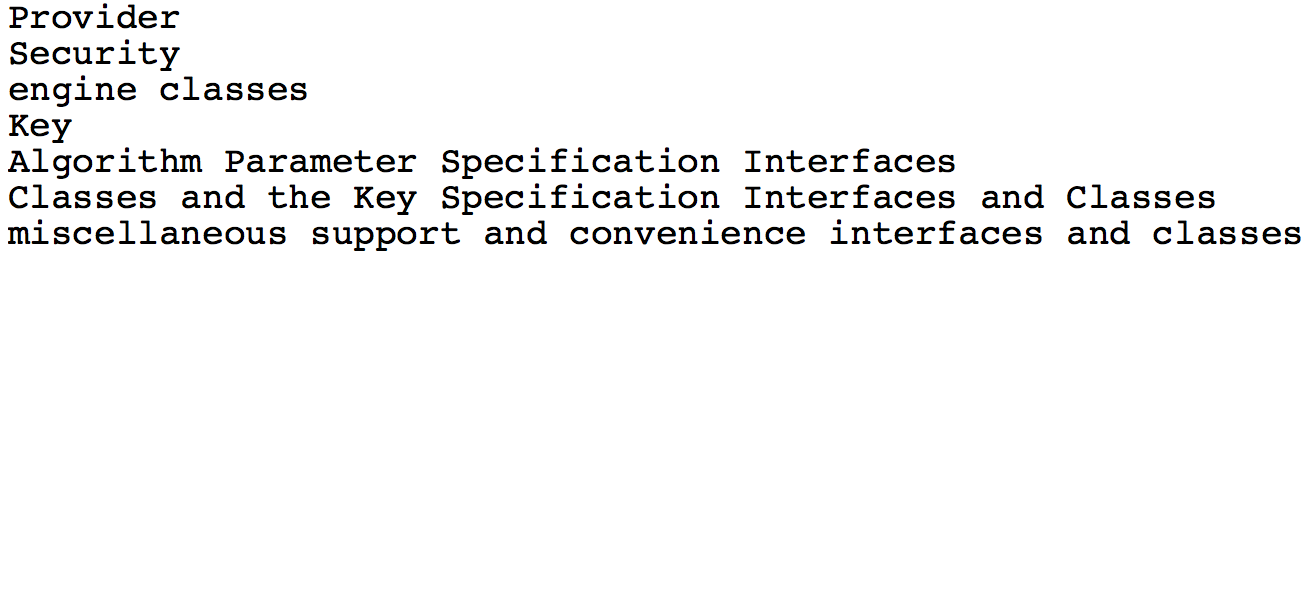 Provider
Security
engine classes
Key
Algorithm Parameter Specification Interfaces
Classes and the Key Specification Interfaces and Classes
miscellaneous support and convenience interfaces and classes